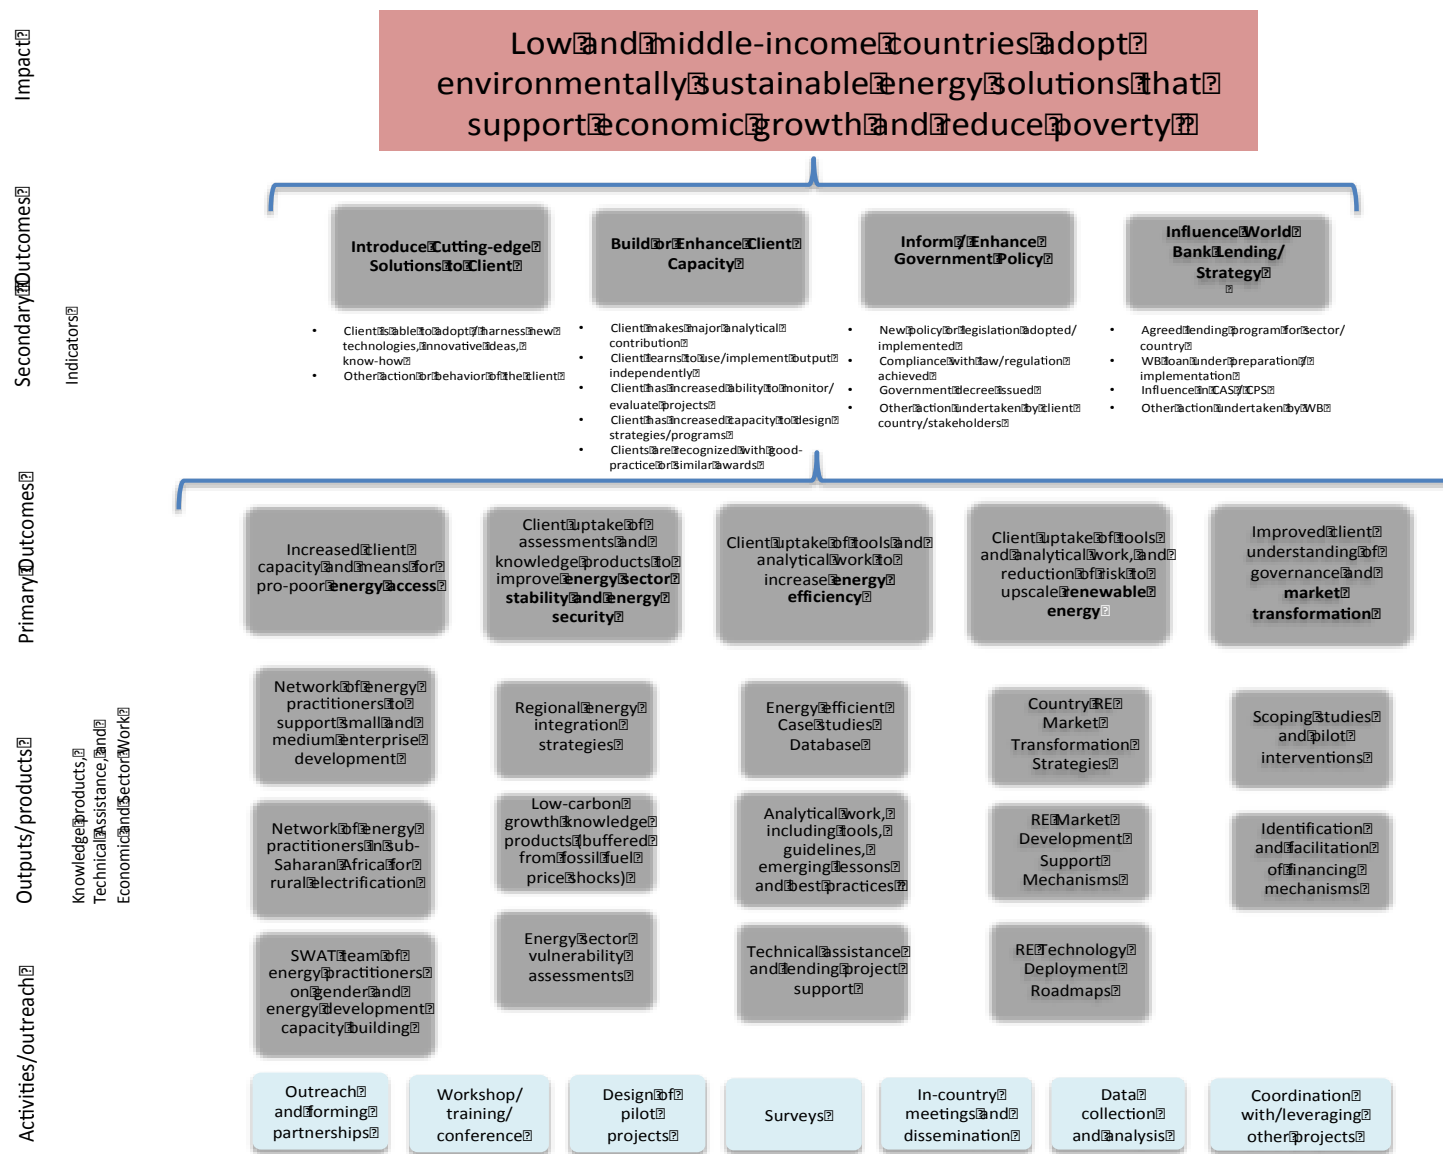 Impact
Low and middle-income countries adopt
environmentally sustainable energy solutions that
support economic growth and reduce poverty
Secondary Outcomes
Indicators
Introduce Cutting-edge
Solutions to Client
Build or Enhance Client
Capacity
Inform / Enhance
Government Policy
Influence World
Bank Lending/
Strategy
• Client is able to adopt / harness new
technologies, innovative ideas,
know-how
• Other action or behavior of the client
• Client makes major analytical
contribution
• Client learns to use/implement output
independently
• Client has increased ability to monitor/
evaluate projects
• Client has increased capacity to design
strategies/programs
• Clients are recognized with good-
practice or similar awards
• New policy or legislation adopted/
implemented
• Compliance with law/regulation
achieved
• Government decree issued
• Other action undertaken by client
country/stakeholders
• Agreed lending program for sector/
country
• WB loan under preparation /
implementation
• Influence in CAS / CPS
• Other action undertaken by WB
Primary Outcomes
Increased client
capacity and means for
pro-poor energy access
Client uptake of
assessments and
knowledge products to
improve energy sector
stability and energy
security
Client uptake of tools and
analytical work to
increase energy
efficiency
Client uptake of tools
and analytical work, and
reduction of risk to
upscale renewable
energy
Improved client
understanding of
governance and
market
transformation
Outputs/products
Knowledge products,
Technical Assistance, and
Economic and Sector Work
Network of energy
practitioners to
support small and
medium enterprise
development
Regional energy
integration
strategies
Energy efficient
Case studies
Database
Country RE
Market
Transformation
Strategies
Scoping studies
and pilot
interventions
Network of energy
practitioners in sub-
Saharan Africa for
rural electrification
Low-carbon
growth knowledge
products (buffered
from fossil fuel
price shocks)
Analytical work,
including tools,
guidelines,
emerging lessons
and best practices
RE Market
Development
Support
Mechanisms
Identification
and facilitation
of financing
mechanisms
SWAT team of
energy practitioners
on gender and
energy development
capacity building
Energy sector
vulnerability
assessments
Technical assistance
and lending project
support
RE Technology
Deployment
Roadmaps
Activities/outreach
Outreach
and forming
partnerships
Workshop/
training/
conference
Design of
pilot
projects
Surveys
In-country
meetings and
dissemination
Data
collection
and analysis
Coordination
with/leveraging
other projects